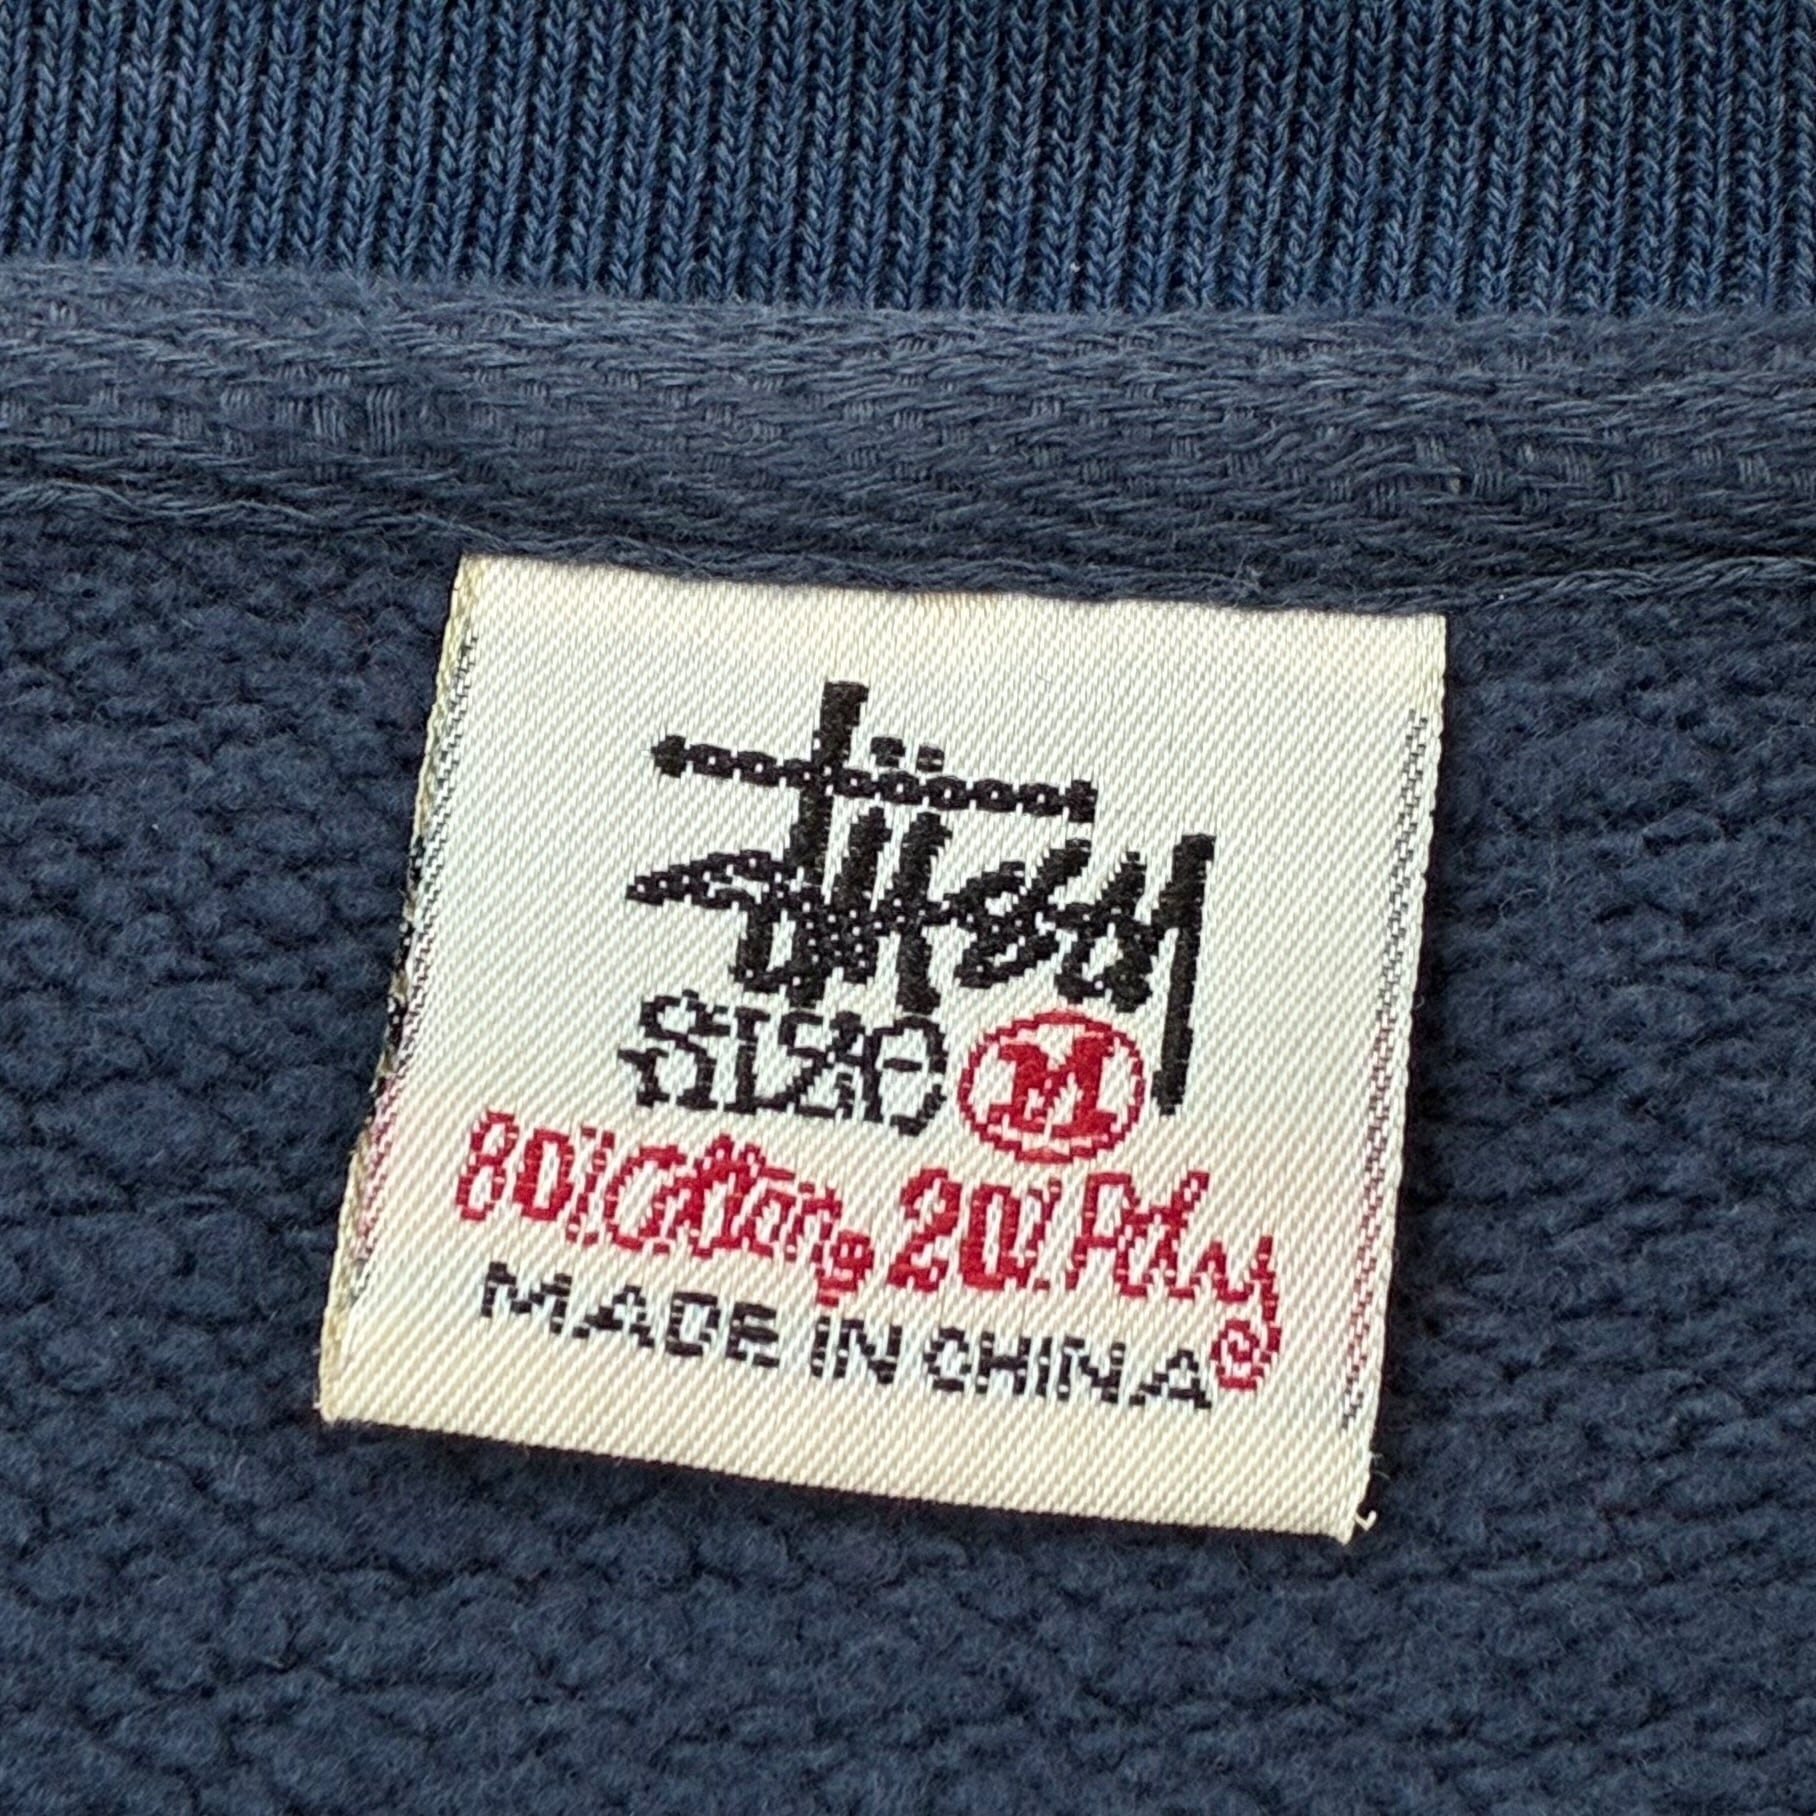 Stüssy
SIZE M
80% Cotton 20% Poly
MADE IN CHINA ©